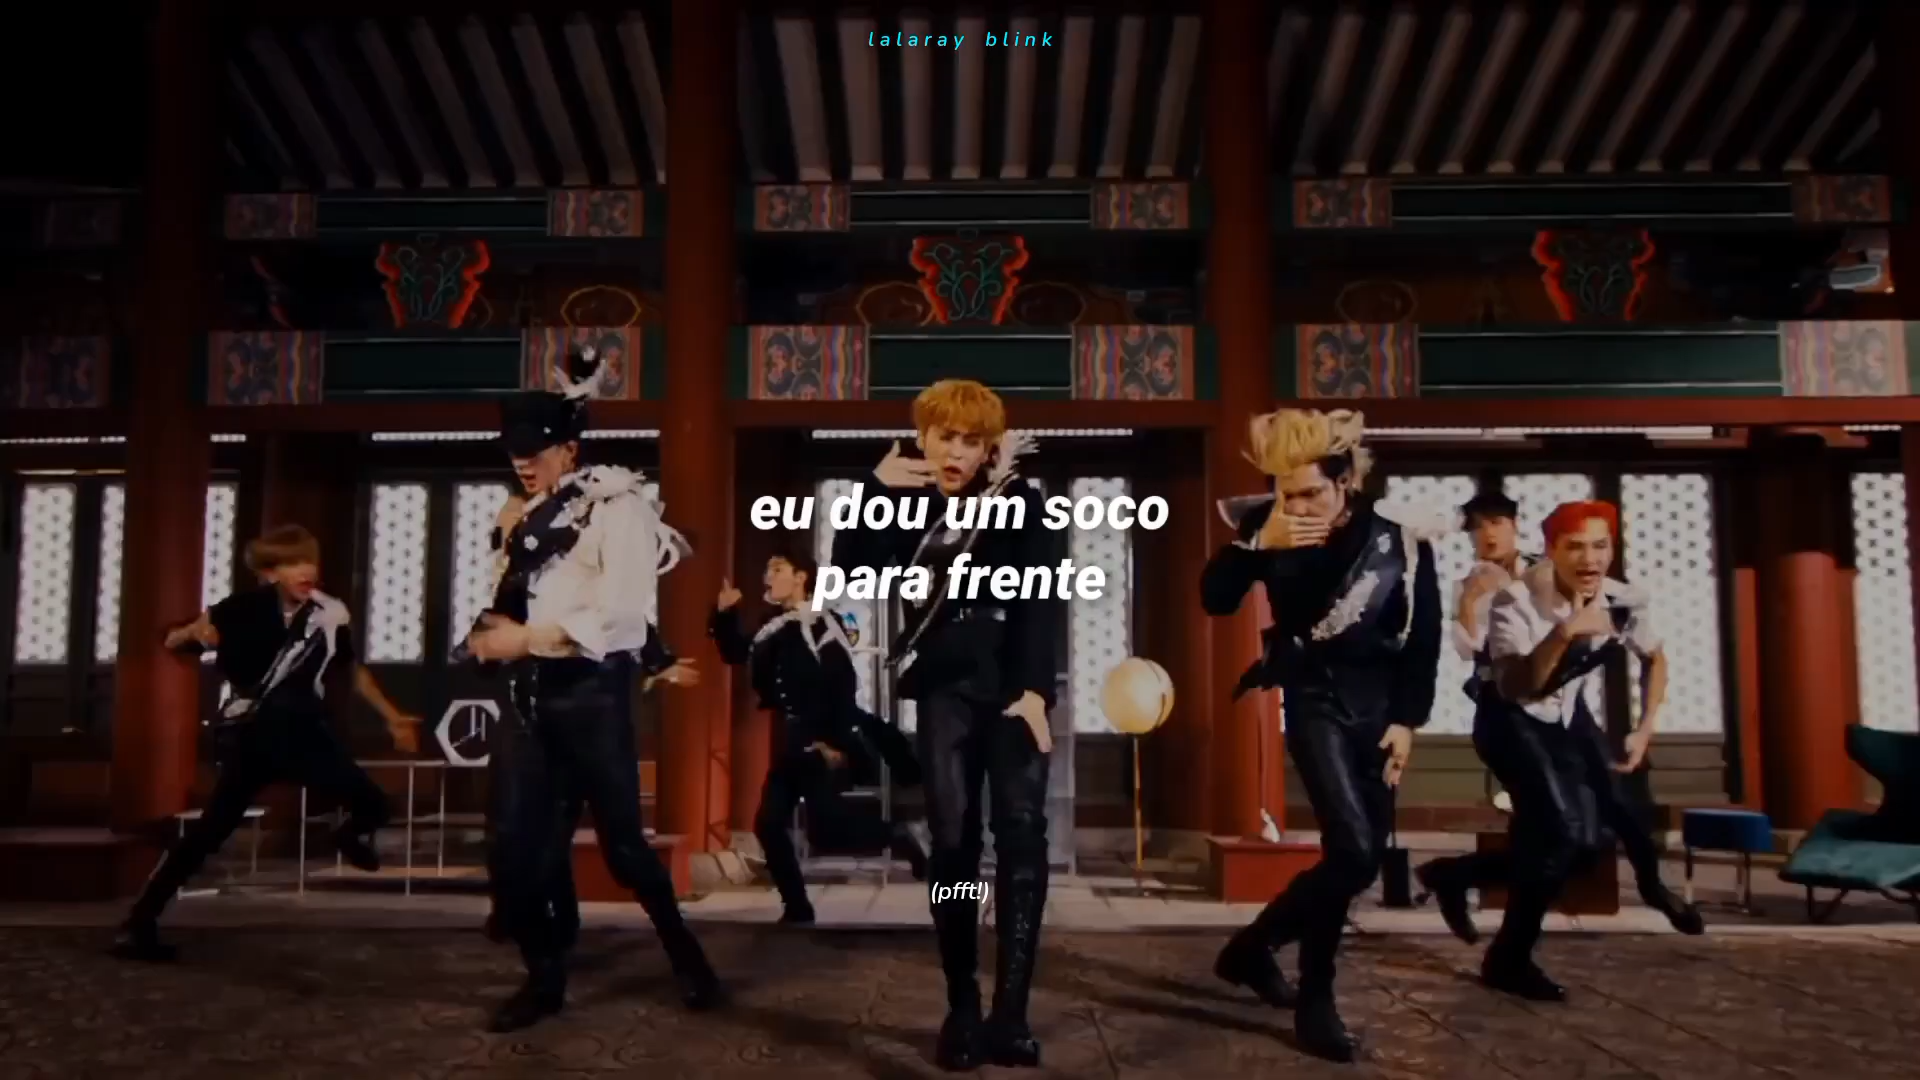 lalaray blink
eu dou um soco
para frente
(pfft!)